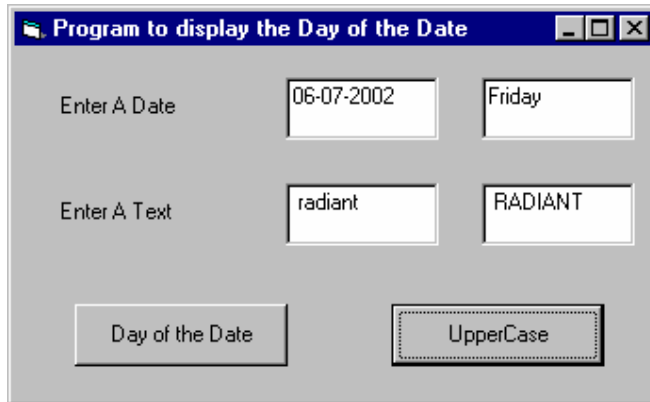 Program to display the Day of the Date
Enter A Date 06-07-2002 Friday
Enter A Text radiant RADIANT
Day of the Date UpperCase